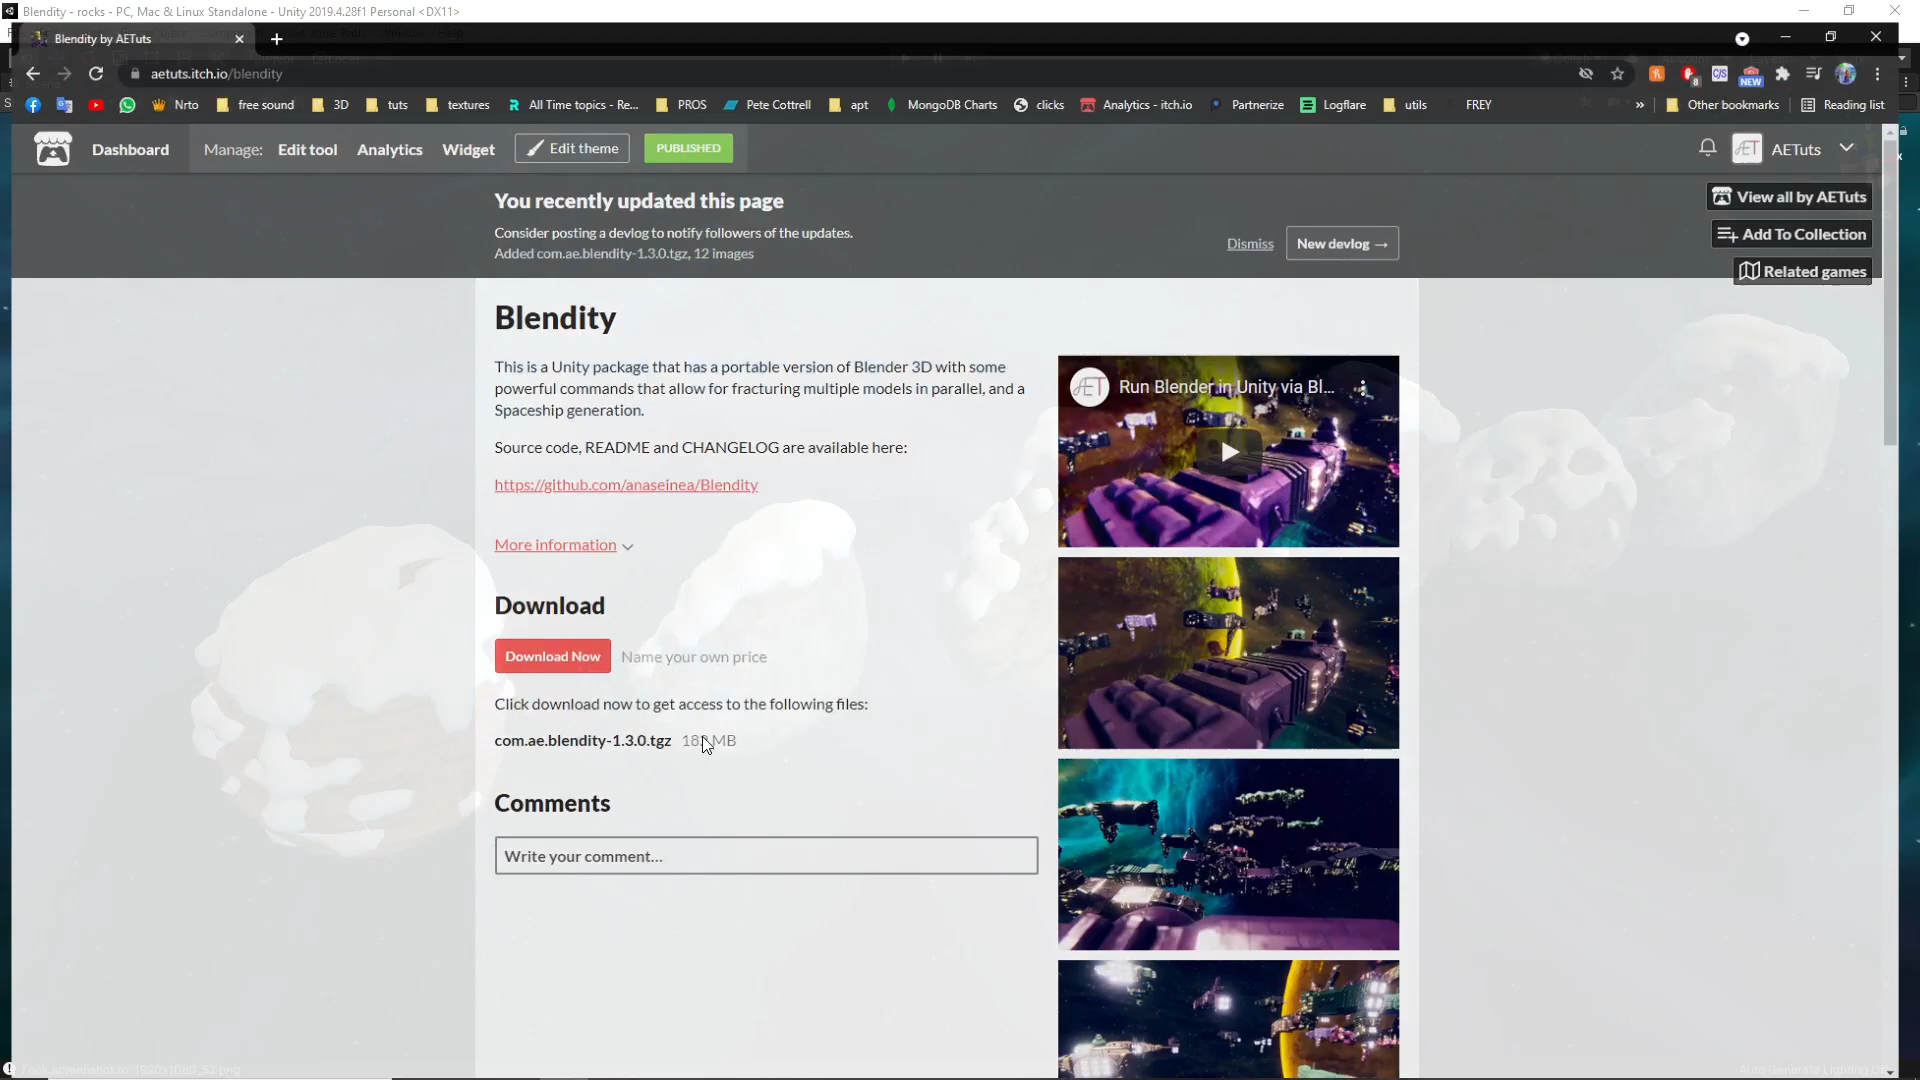 Blendity - rocks - PC, Mac & Linux Standalone - Unity 2019.4.28f1 Personal <DX11>
Blendity by AETuts
aetuts.itch.io/blendity
NEW
Nrto
free sound
3D
tuts
textures
All Time topics - Re...
PROS
Pete Cottrell
apt
MongoDB Charts
clicks
Analytics - itch.io
Partnerize
Logflare
utils
FREY
»
Other bookmarks
Reading list
Dashboard
Manage:
Edit tool
Analytics
Widget
Edit theme
PUBLISHED
AETuts
You recently updated this page
Consider posting a devlog to notify followers of the updates.
Added com.ae.blendity-1.3.0.tgz, 12 images
Dismiss
New devlog →
View all by AETuts
Add To Collection
Related games
Blendity
This is a Unity package that has a portable version of Blender 3D with some
powerful commands that allow for fracturing multiple models in parallel, and a
Spaceship generation.
Source code, README and CHANGELOG are available here:
https://github.com/anaseinea/Blendity
More information
Download
Download Now
Name your own price
Click download now to get access to the following files:
com.ae.blendity-1.3.0.tgz
MB
Comments
Write your comment...
AET
Run Blender in Unity via Bl...